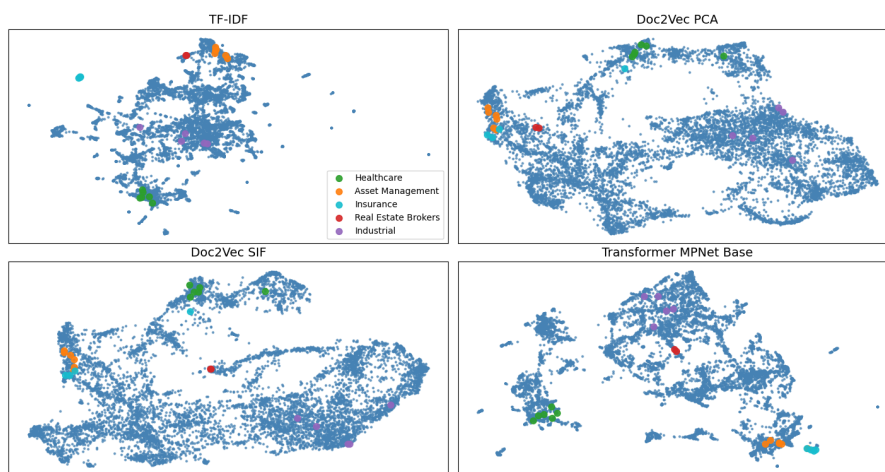 TF-IDF
Doc2Vec PCA
Healthcare
Asset Management
Insurance
Real Estate Brokers
Industrial
Doc2Vec SIF
Transformer MPNet Base